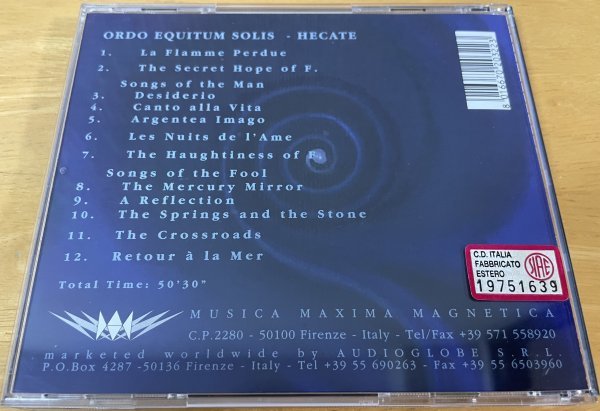 ORDO EQUITUM SOLIS - HECATE
1. La Flamme Perdue
2. The Secret Hope of F.
Songs of the Man
3. Desiderio
4. Canto alla Vita
5. Argentea Imago
6. Les Nuits de l'Ame
7. The Haughtiness of F.
Songs of the Fool
8. The Mercury Mirror
9. A Reflection
10. The Springs and the Stone
11. The Crossroads
12. Retour à la Mer
Total Time: 50'30"
C.D. ITALIA
FABBRICATO
ESTERO
19751639
MUSICA MAXIMA MAGNETICA
C.P.2280 - 50100 Firenze - Italy - Tel/Fax +39 571 558920
marketed worldwide by AUDIOGLOBE S.R.L.
P.O.Box 4287 -50136 Firenze - Italy - Tel +39 55 690263 - Fax +39 55 6503960